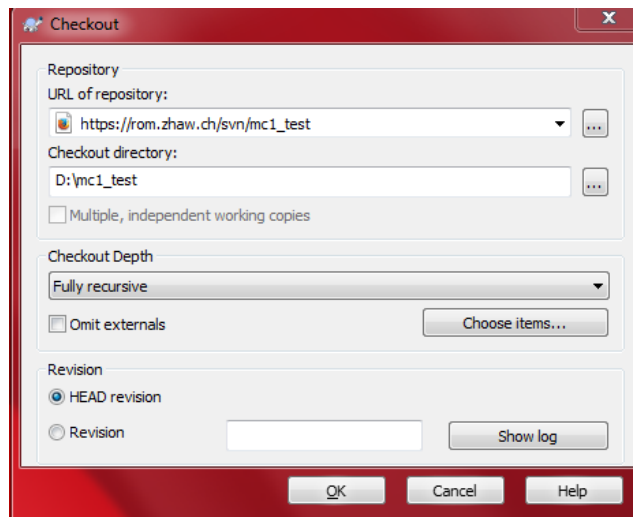 Checkout
x
Repository
URL of repository:
https://rom.zhaw.ch/svn/mc1_test
...
Checkout directory:
D:\mc1_test
...
Multiple, independent working copies
Checkout Depth
Fully recursive
Omit externals
Choose items...
Revision
HEAD revision
Revision
Show log
OK
Cancel
Help